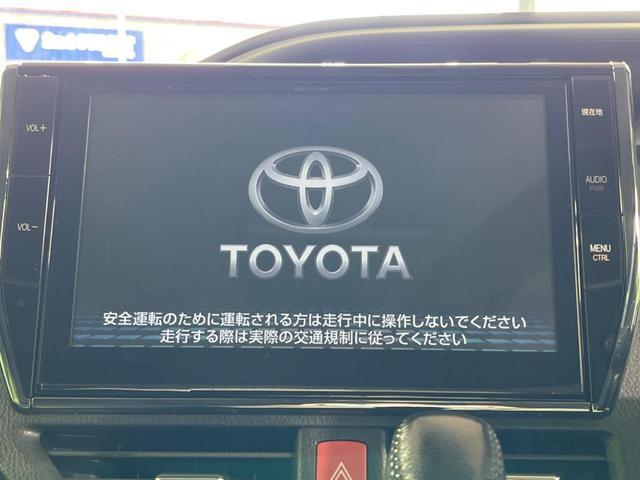 VOL+
VOL−
現在地
AUDIO
PWR
MENU
CTRL
TOYOTA
安全運転のために運転される方は走行中に操作しないでください
走行する際は実際の交通規制に従ってください